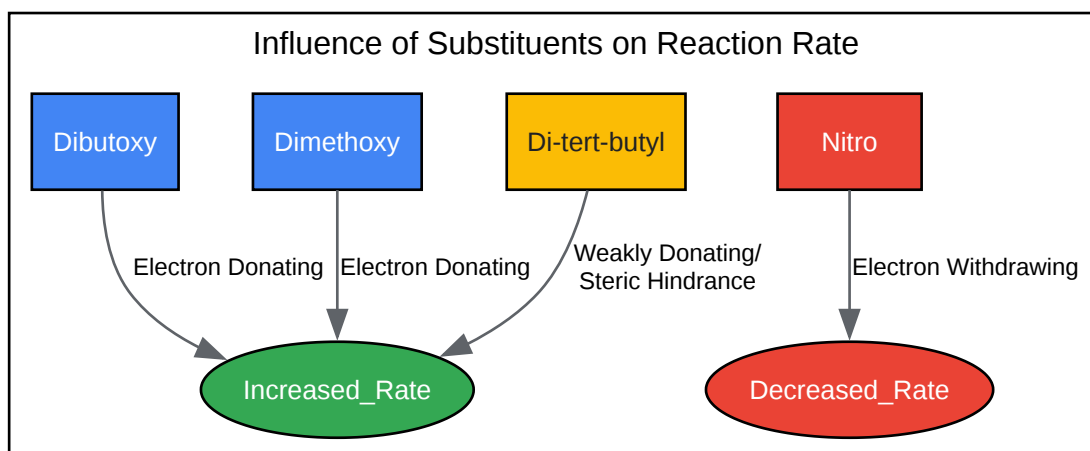 Influence of Substituents on Reaction Rate
Dibutoxy
Dimethoxy
Di-tert-butyl
Nitro
Electron Donating
Electron Donating
Weakly Donating/
Steric Hindrance
Electron Withdrawing
Increased_Rate
Decreased_Rate